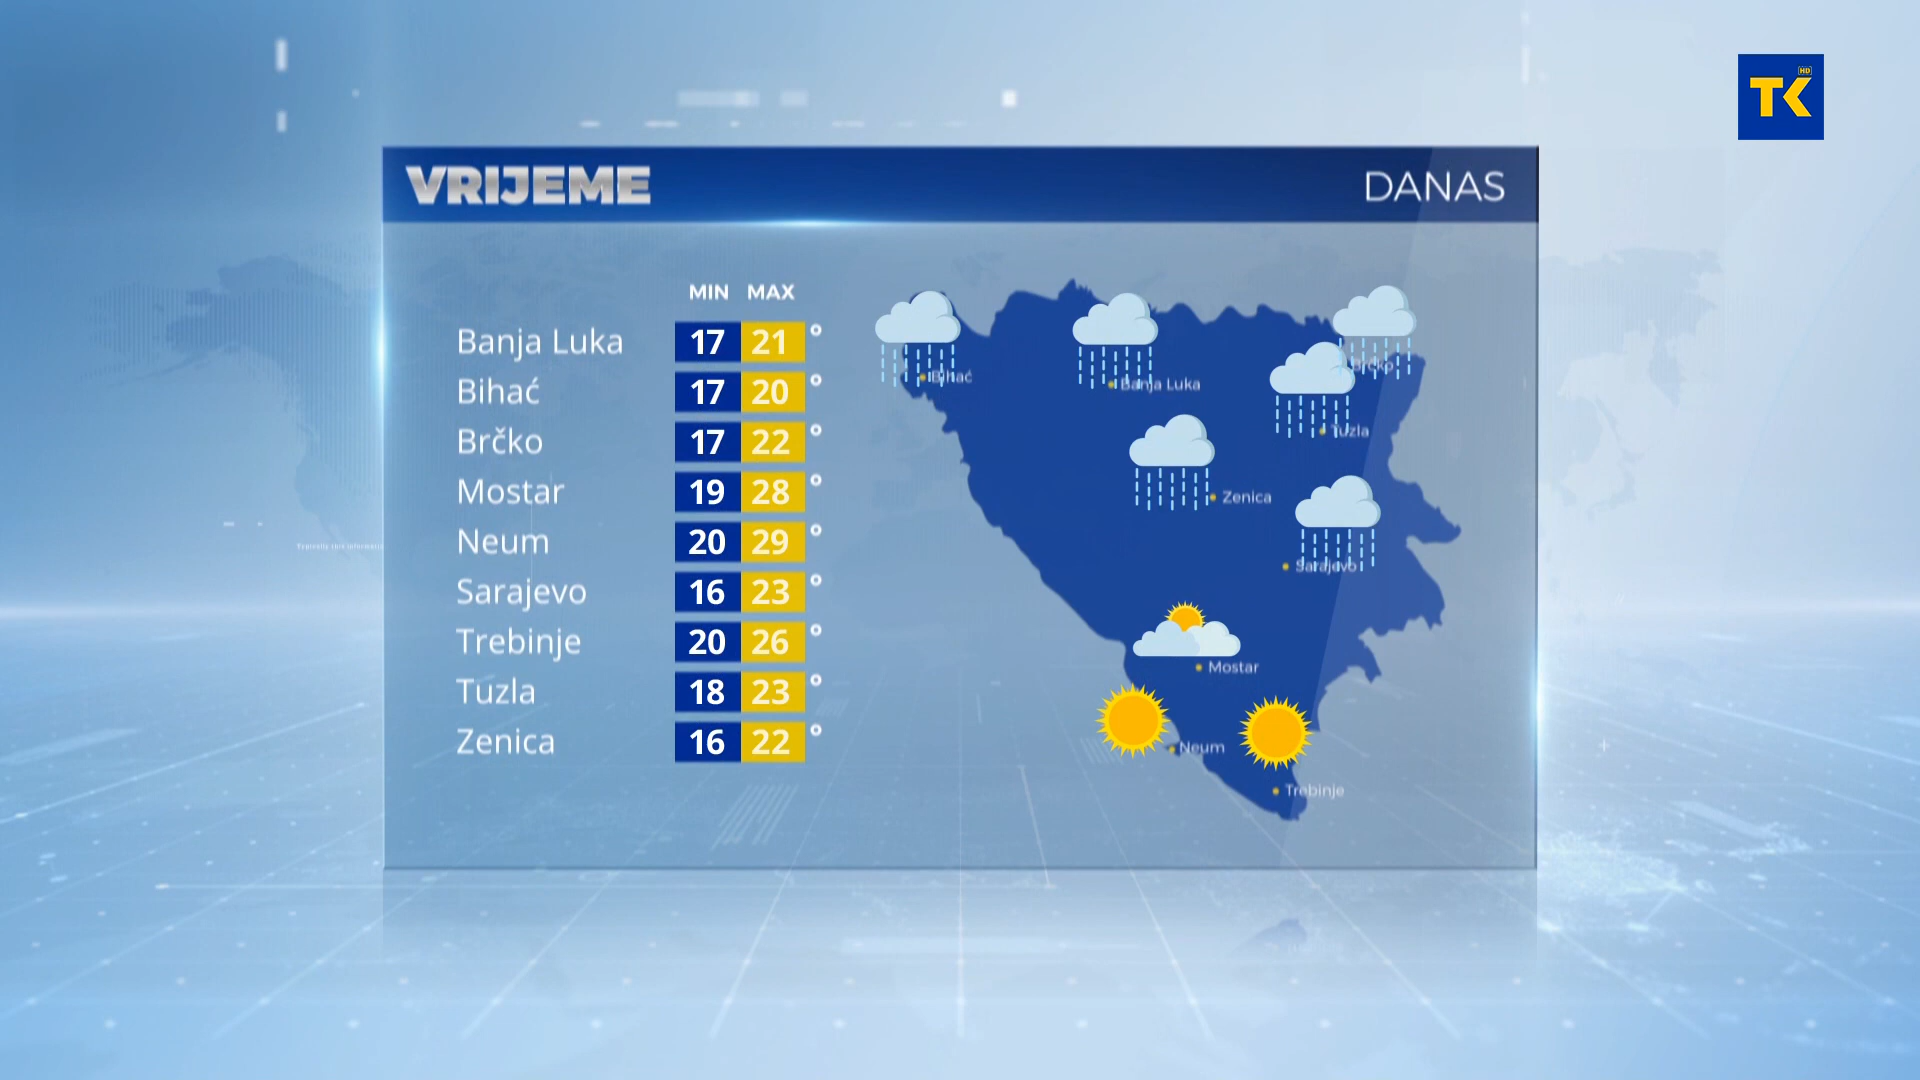 HD
TK
VRIJEME
DANAS
MIN MAX
Banja Luka 17 21 °
Bihać 17 20 °
Brčko 17 22 °
Mostar 19 28 °
Neum 20 29 °
Sarajevo 16 23 °
Trebinje 20 26 °
Tuzla 18 23 °
Zenica 16 22 °
Bihać
Banja Luka
Brčko
Tuzla
Zenica
Sarajevo
Mostar
Neum
Trebinje